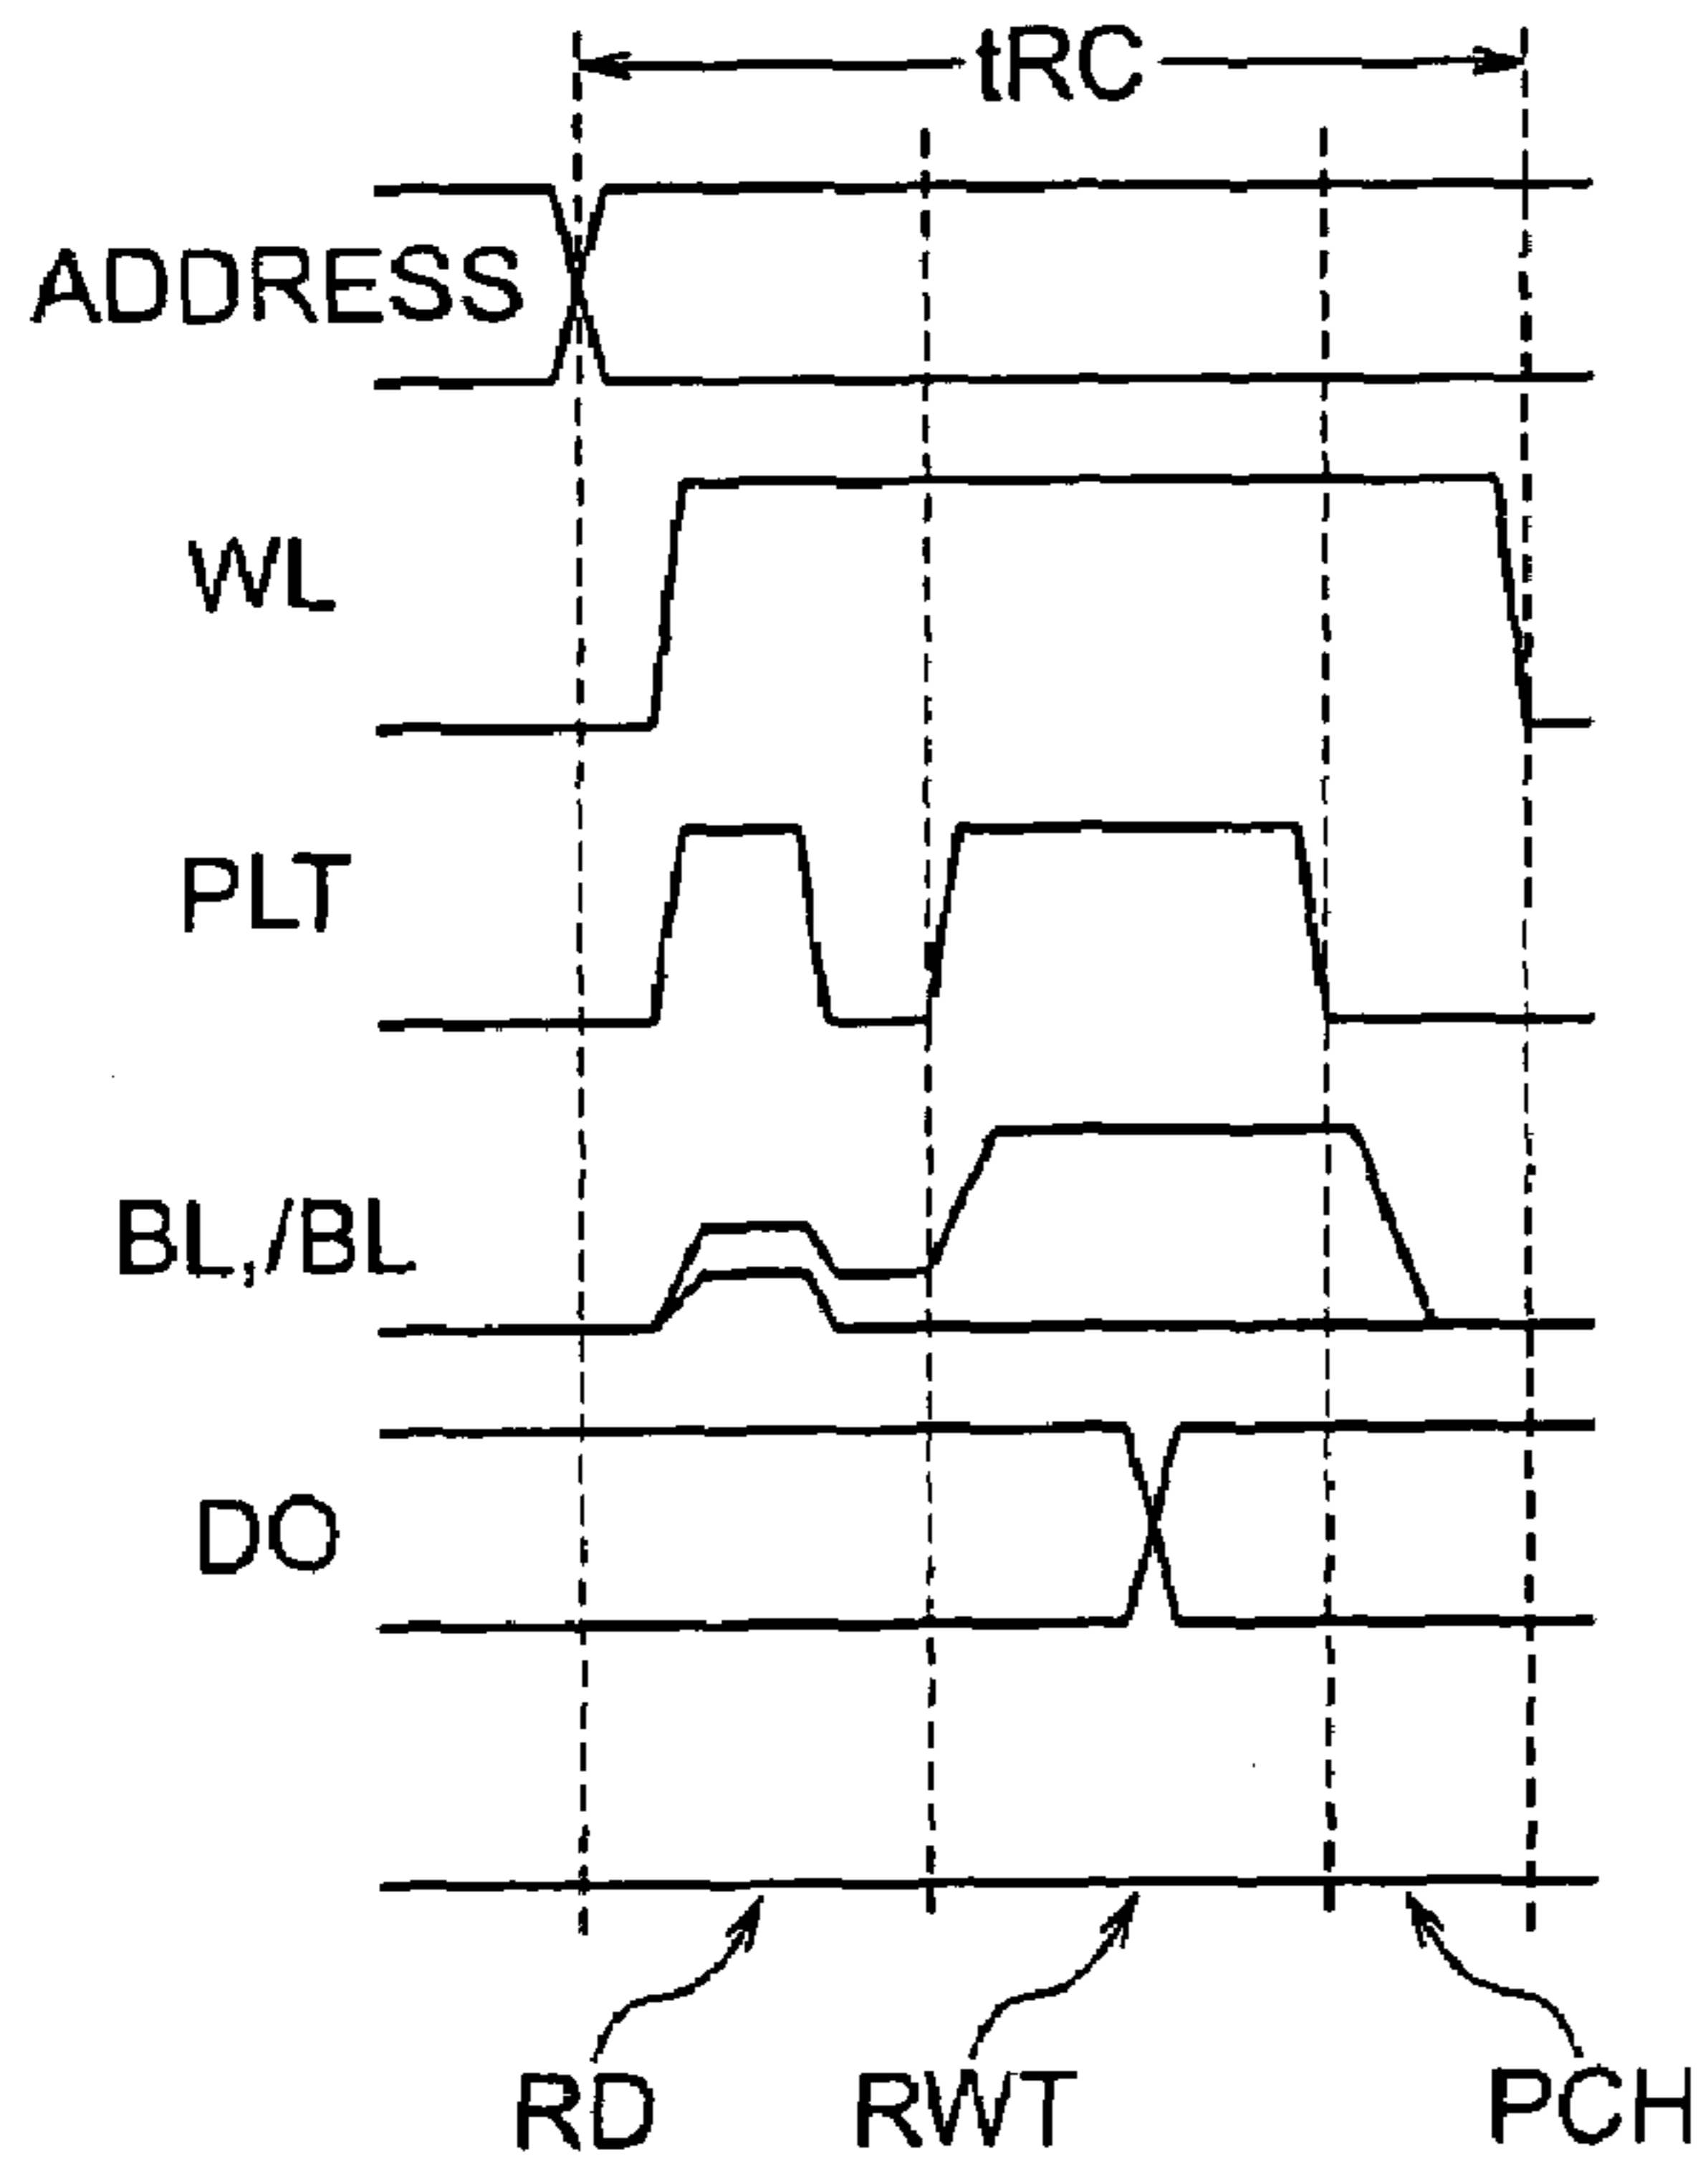 tRC
ADDRESS
WL
PLT
BL,/BL
DO
RD RWT PCH